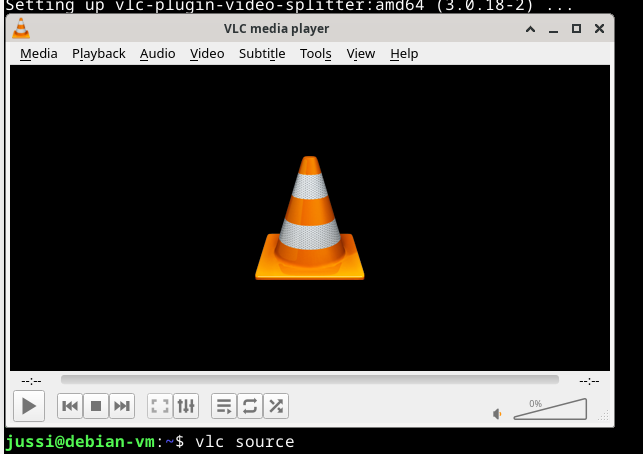 Setting up vlc-plugin-video-splitter:amd64 (3.0.18-2) ...
VLC media player
Media Playback Audio Video Subtitle Tools View Help
--:-- --:--
0%
jussi@debian-vm:~$ vlc source